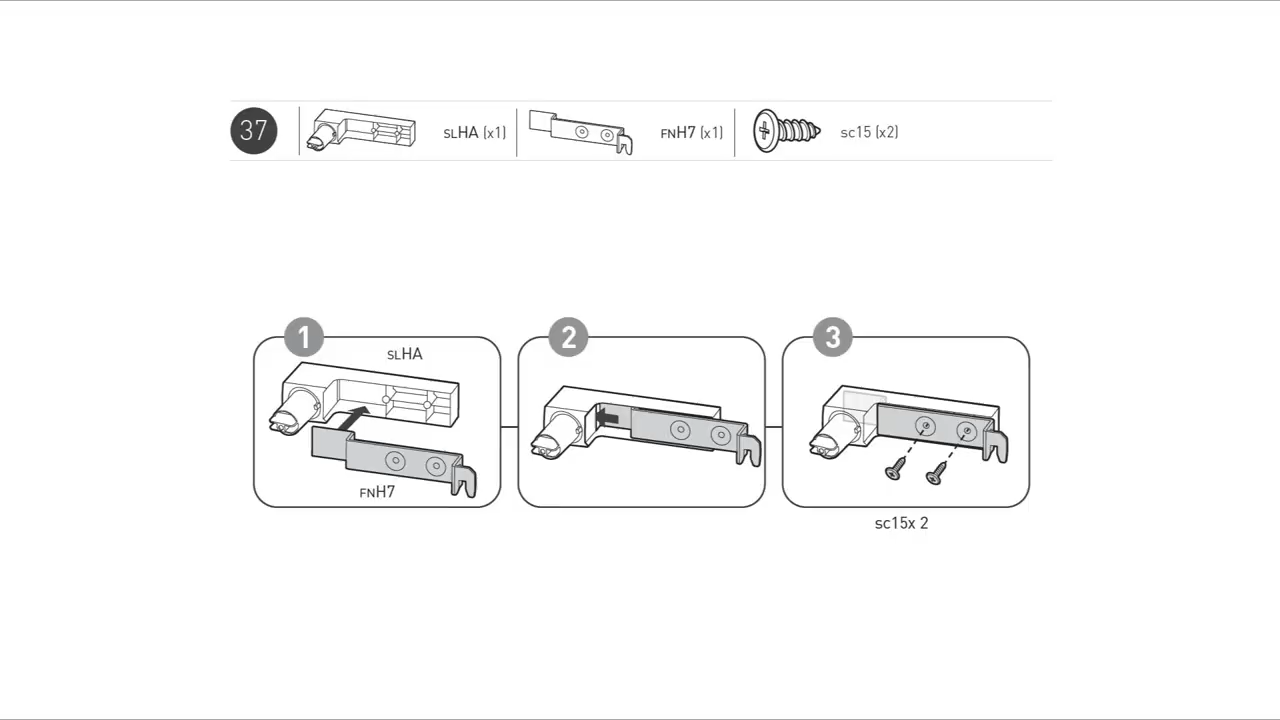 37 SLHA (x1) FNH7 (x1) sc15 (x2)
1 2 3
SLHA
FNH7
sc15x 2